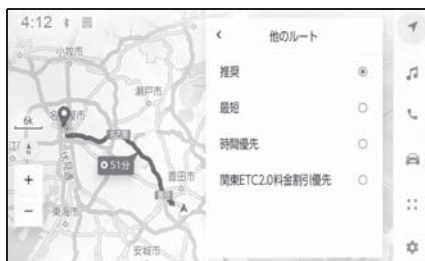 4:12
他のルート
推奨
最短
時間優先
関東ETC2.0料金割引優先
小牧市
瀬戸市
6k
51分
豊田市
東海市
安城市
+
−